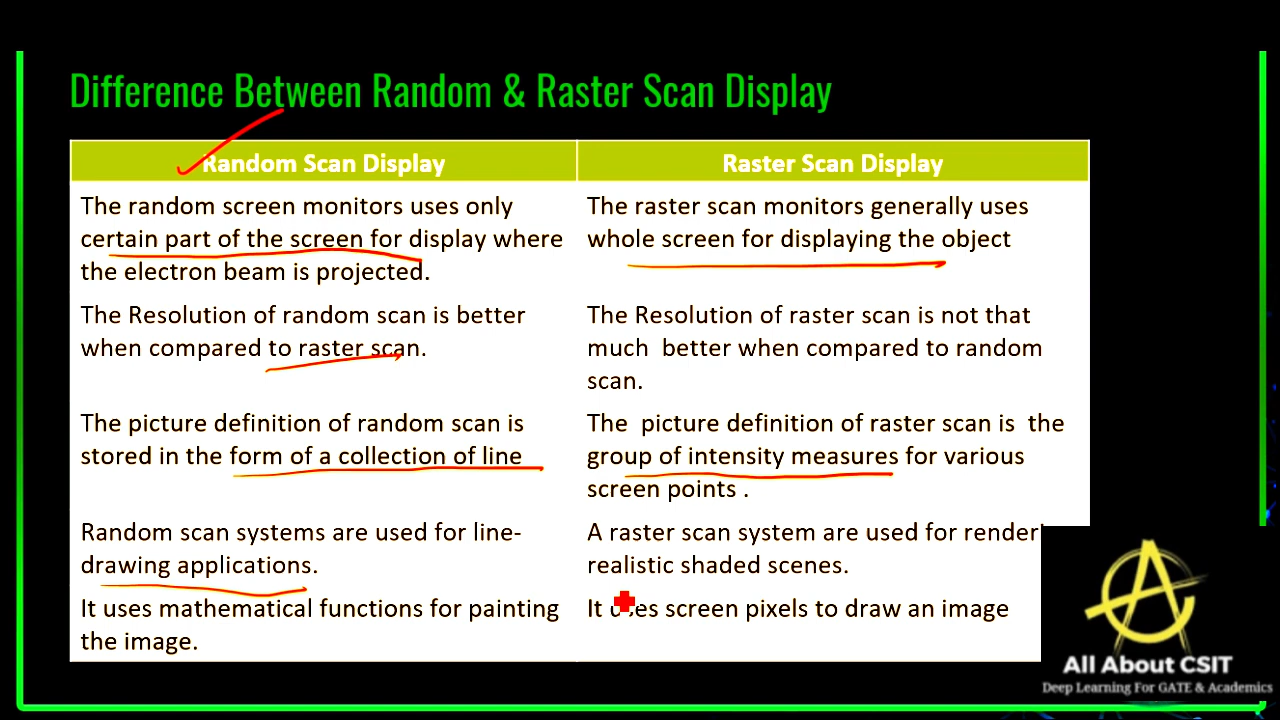 Difference Between Random & Raster Scan Display
Random Scan Display
Raster Scan Display
The random screen monitors uses only
certain part of the screen for display where
the electron beam is projected.
The raster scan monitors generally uses
whole screen for displaying the object
The Resolution of random scan is better
when compared to raster scan.
The Resolution of raster scan is not that
much better when compared to random
scan.
The picture definition of random scan is
stored in the form of a collection of line
The picture definition of raster scan is the
group of intensity measures for various
screen points .
Random scan systems are used for line-
drawing applications.
A raster scan system are used for
realistic shaded scenes.
It uses mathematical functions for painting
the image.
It uses screen pixels to draw an image
All About CSIT
Deep Learning For GATE & Academics